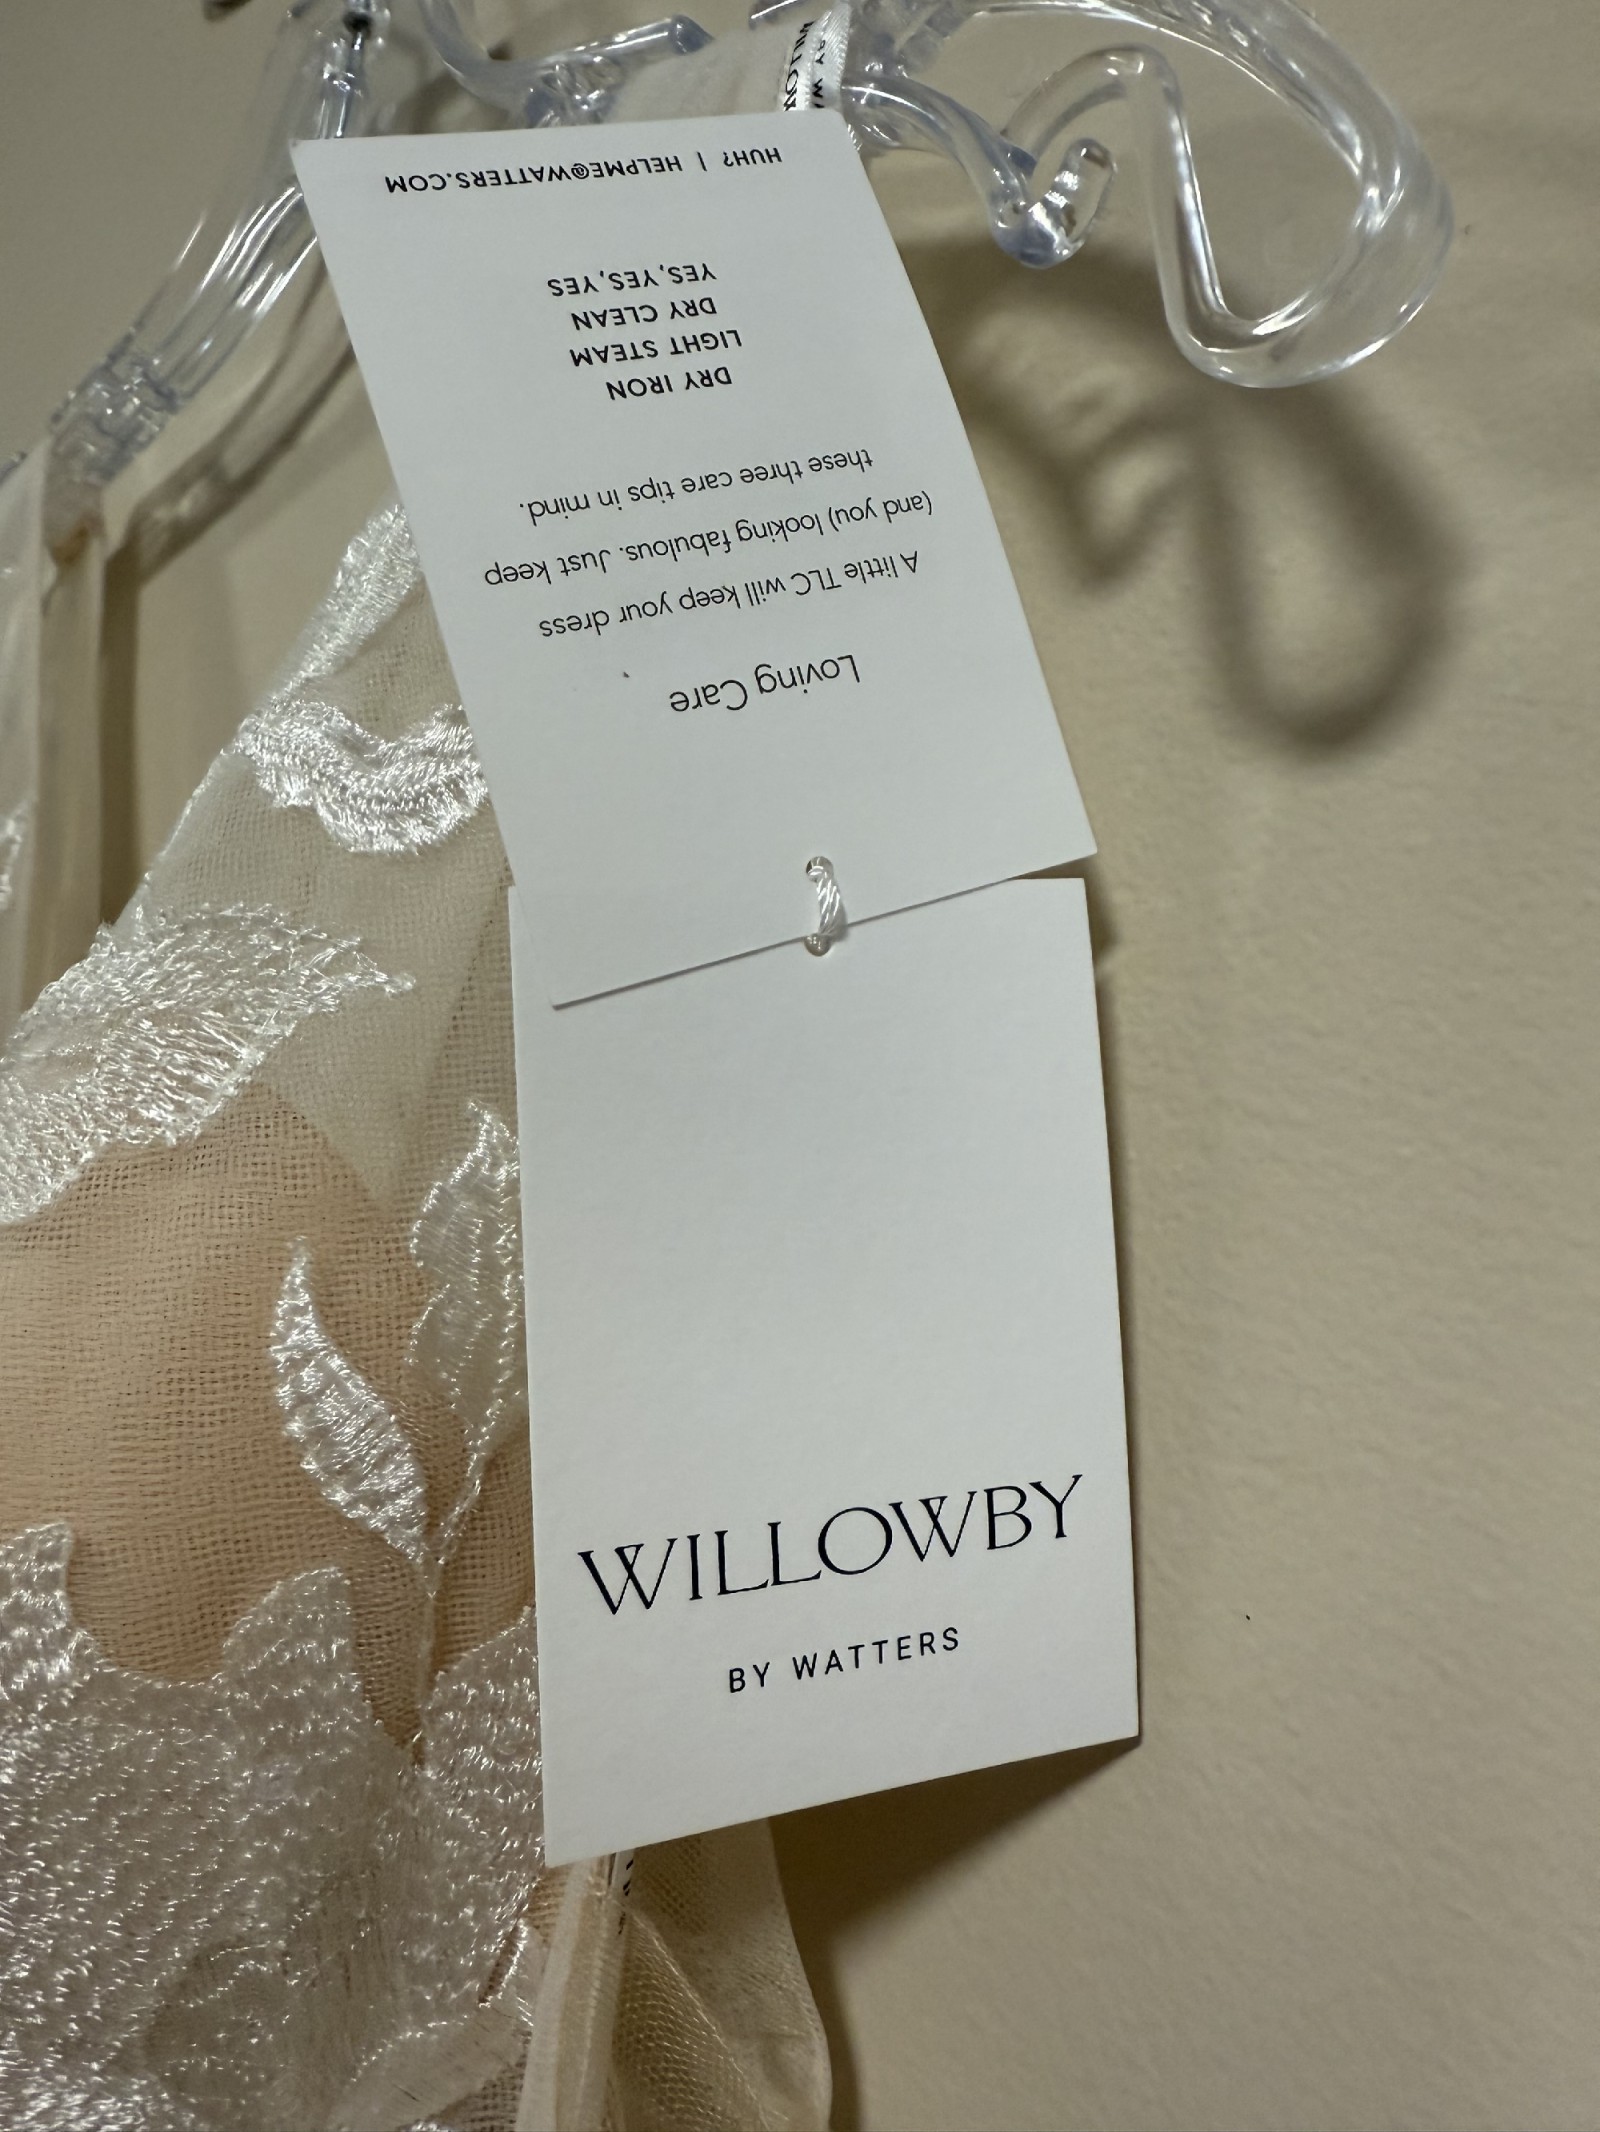 Loving Care
A little TLC will keep your dress
(and you) looking fabulous. Just keep
these three care tips in mind.
DRY IRON
LIGHT STEAM
DRY CLEAN
YES, YES, YES
HUH? | HELPME@WATTERS.COM
WILLOWBY
BY WATTERS